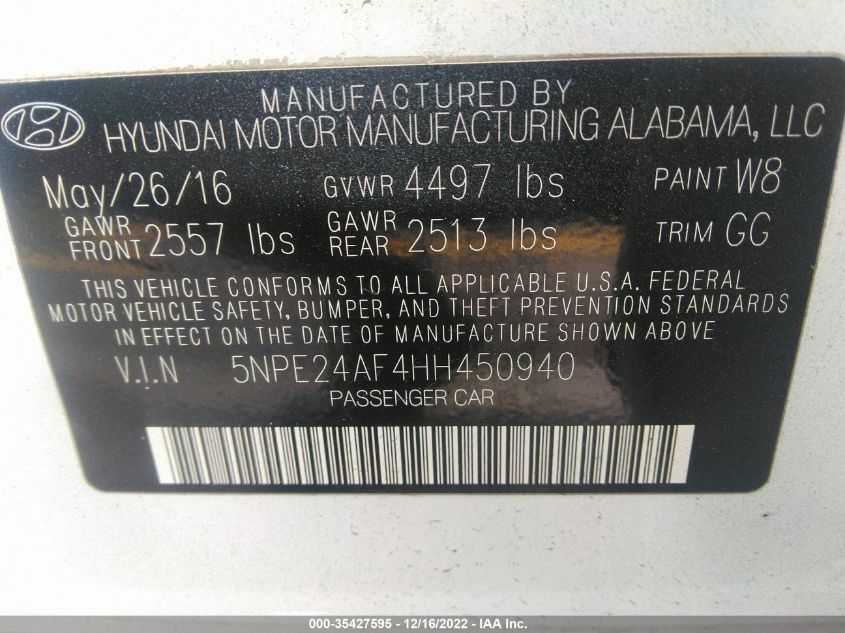 MANUFACTURED BY
HYUNDAI MOTOR MANUFACTURING ALABAMA, LLC
May/26/16 GVWR 4497 lbs PAINT W8
GAWR FRONT 2557 lbs GAWR REAR 2513 lbs TRIM GG
THIS VEHICLE CONFORMS TO ALL APPLICABLE U.S.A. FEDERAL
MOTOR VEHICLE SAFETY, BUMPER, AND THEFT PREVENTION STANDARDS
IN EFFECT ON THE DATE OF MANUFACTURE SHOWN ABOVE
V.I.N 5NPE24AF4HH450940
PASSENGER CAR
000-35427595 - 12/16/2022 - IAA Inc.